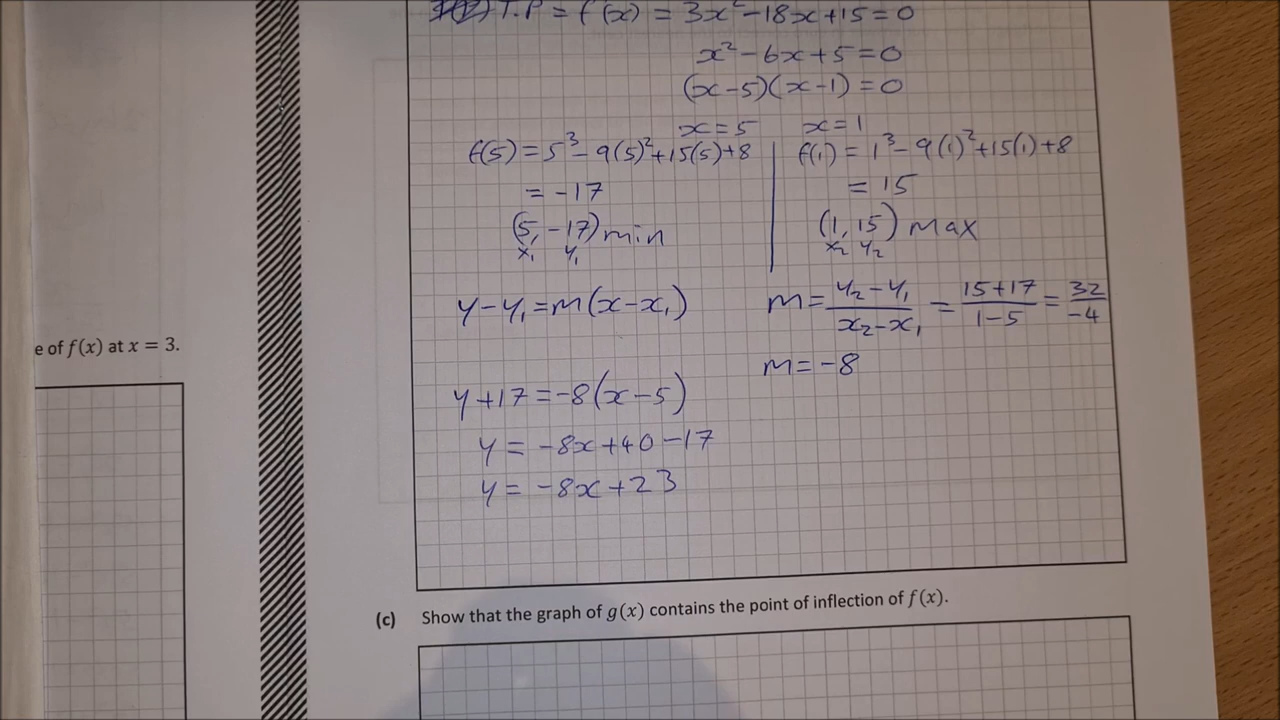 T.P = f'(x) = 3x² - 18x + 15 = 0
x² - 6x + 5 = 0
(x - 5)(x - 1) = 0
x = 5 x = 1
f(5) = 5³ - 9(5)² + 15(5) + 8
= -17
(5, -17) min
x₁ y₁
f(1) = 1³ - 9(1)² + 15(1) + 8
= 15
(1, 15) max
x₂ y₂
y - y₁ = m(x - x₁)
m = y₂ - y₁ / x₂ - x₁ = 15 + 17 / 1 - 5 = 32 / -4
m = -8
e of f(x) at x = 3.
y + 17 = -8(x - 5)
y = -8x + 40 - 17
y = -8x + 23
(c) Show that the graph of g(x) contains the point of inflection of f(x).